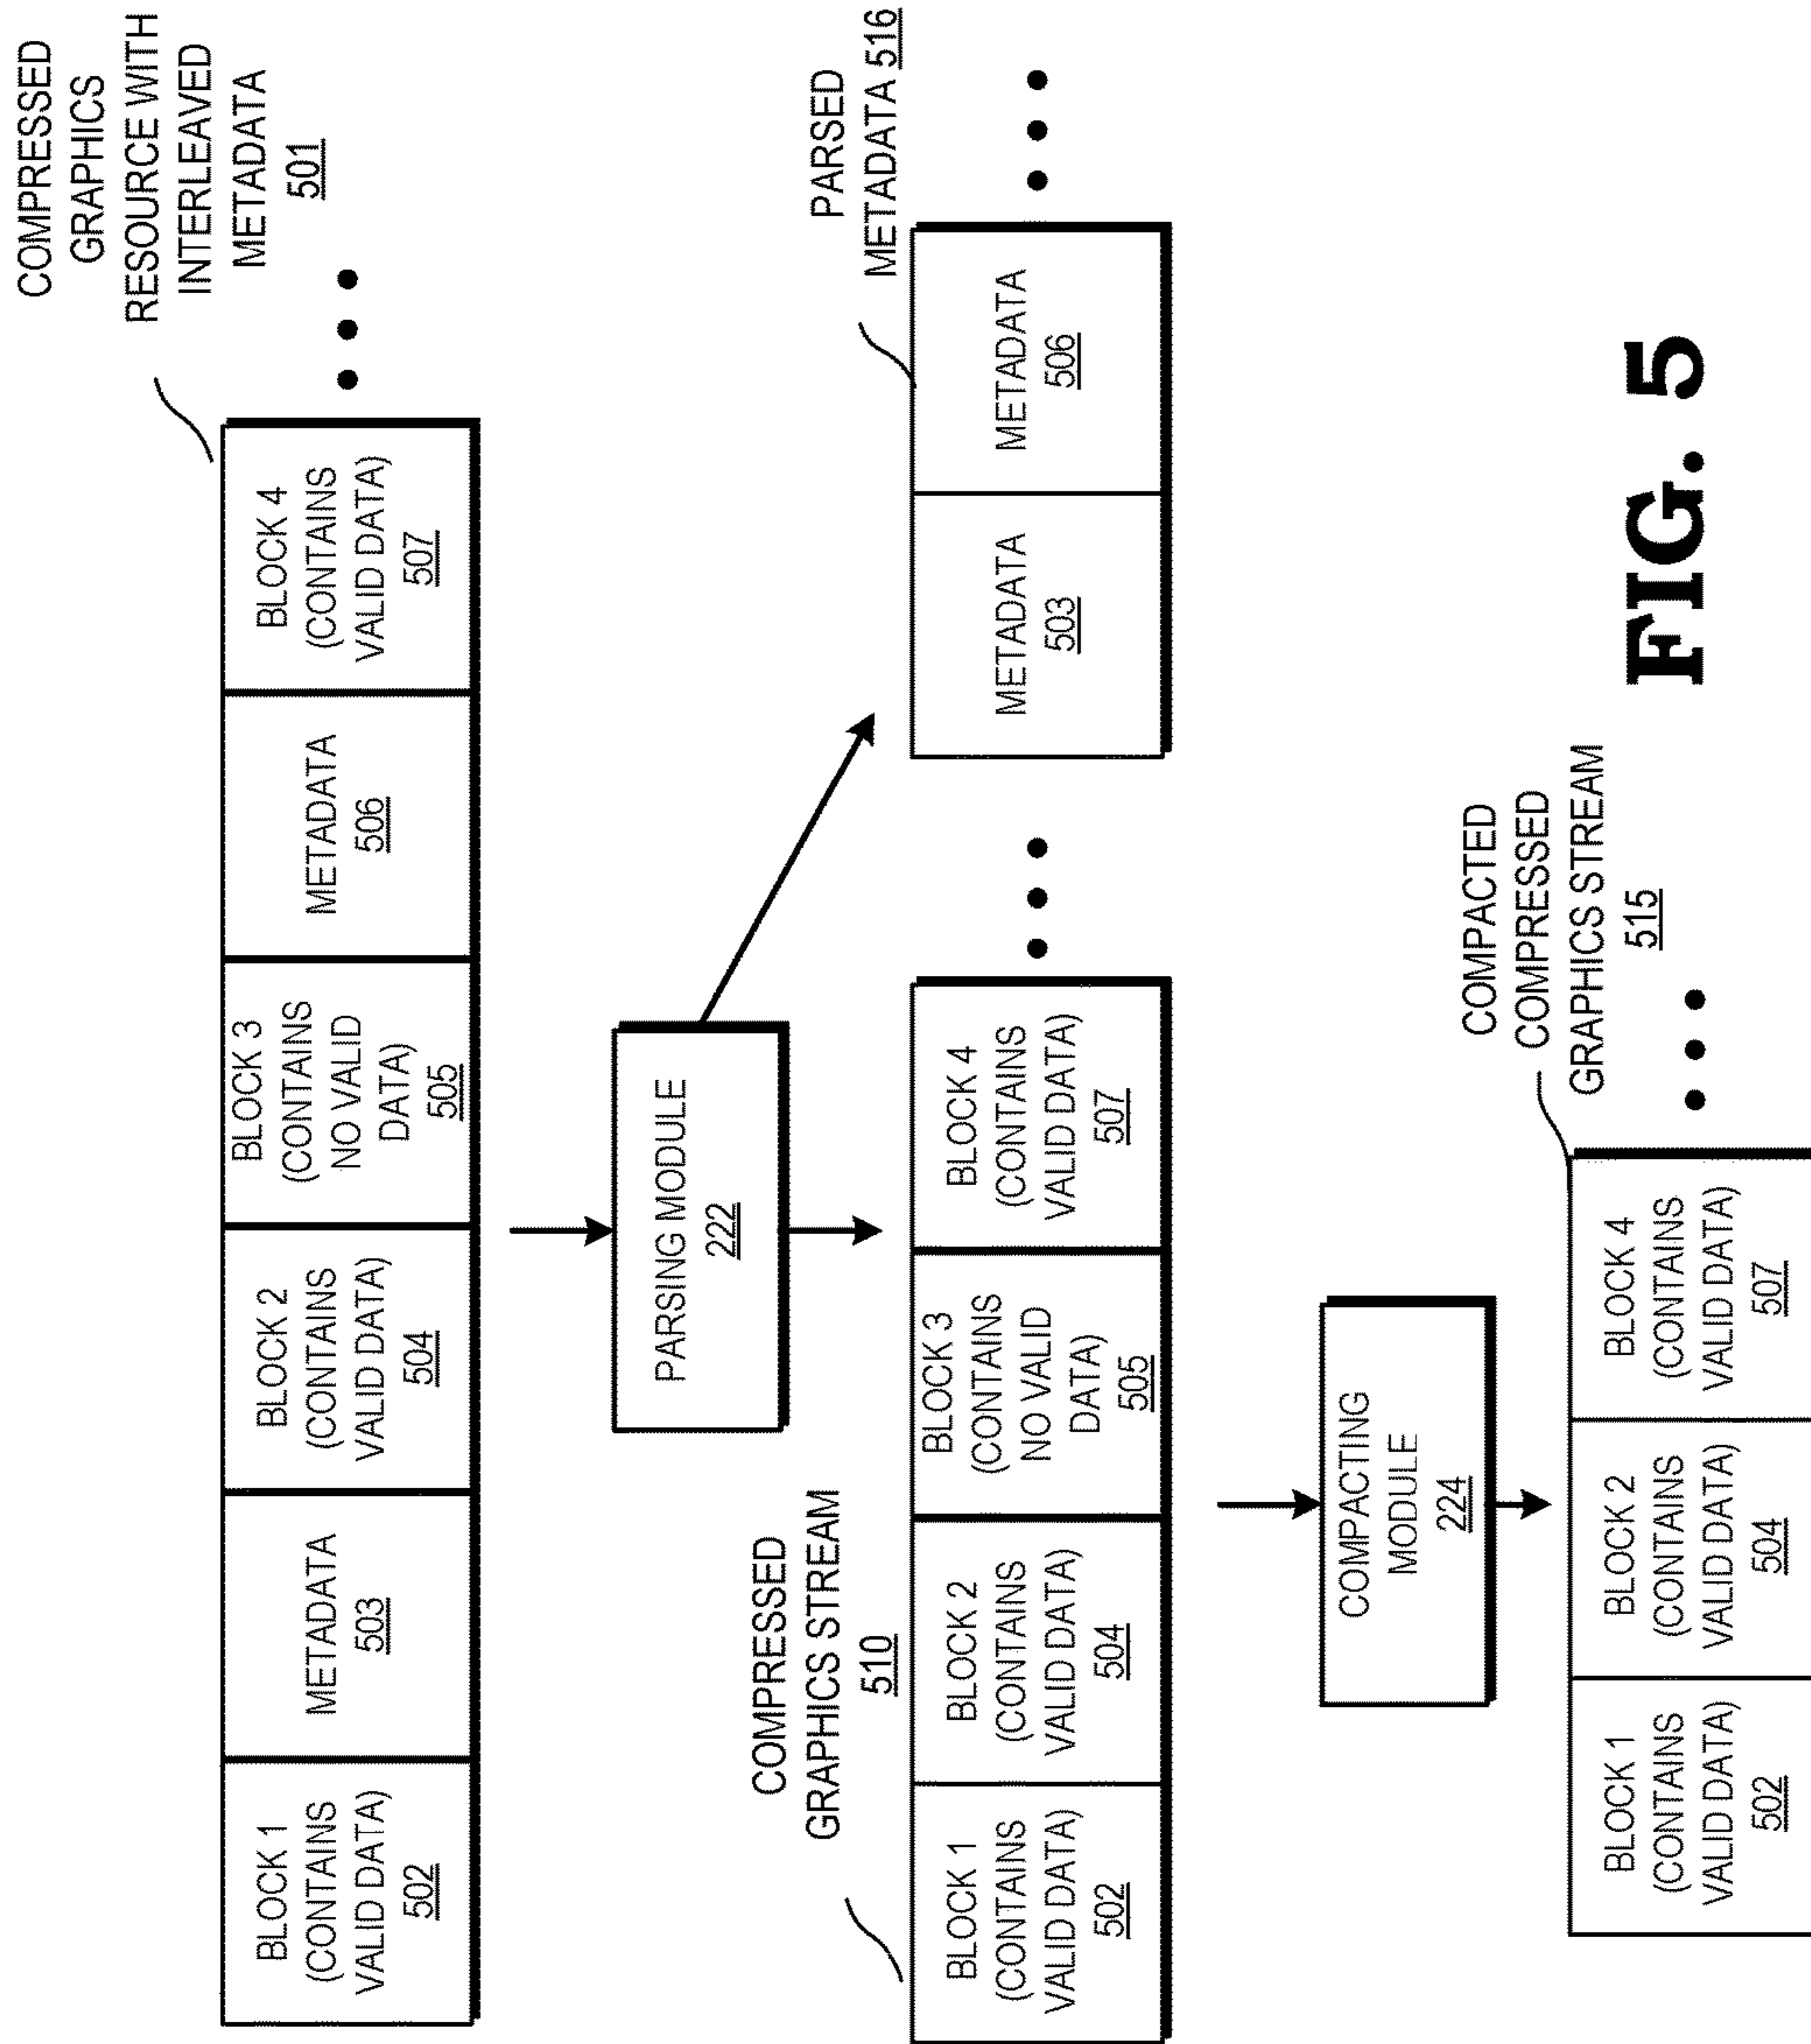 COMPRESSED
GRAPHICS
RESOURCE WITH
INTERLEAVED
METADATA
501
BLOCK 1
(CONTAINS
VALID DATA)
502
METADATA
503
BLOCK 2
(CONTAINS
VALID DATA)
504
BLOCK 3
(CONTAINS
NO VALID
DATA)
505
METADATA
506
BLOCK 4
(CONTAINS
VALID DATA)
507
PARSING MODULE
222
COMPRESSED
GRAPHICS STREAM
510
BLOCK 1
(CONTAINS
VALID DATA)
502
BLOCK 2
(CONTAINS
VALID DATA)
504
BLOCK 3
(CONTAINS
NO VALID
DATA)
505
BLOCK 4
(CONTAINS
VALID DATA)
507
PARSED
METADATA 516
METADATA
503
METADATA
506
COMPACTING
MODULE
224
COMPACTED
COMPRESSED
GRAPHICS STREAM
515
BLOCK 1
(CONTAINS
VALID DATA)
502
BLOCK 2
(CONTAINS
VALID DATA)
504
BLOCK 4
(CONTAINS
VALID DATA)
507
FIG. 5